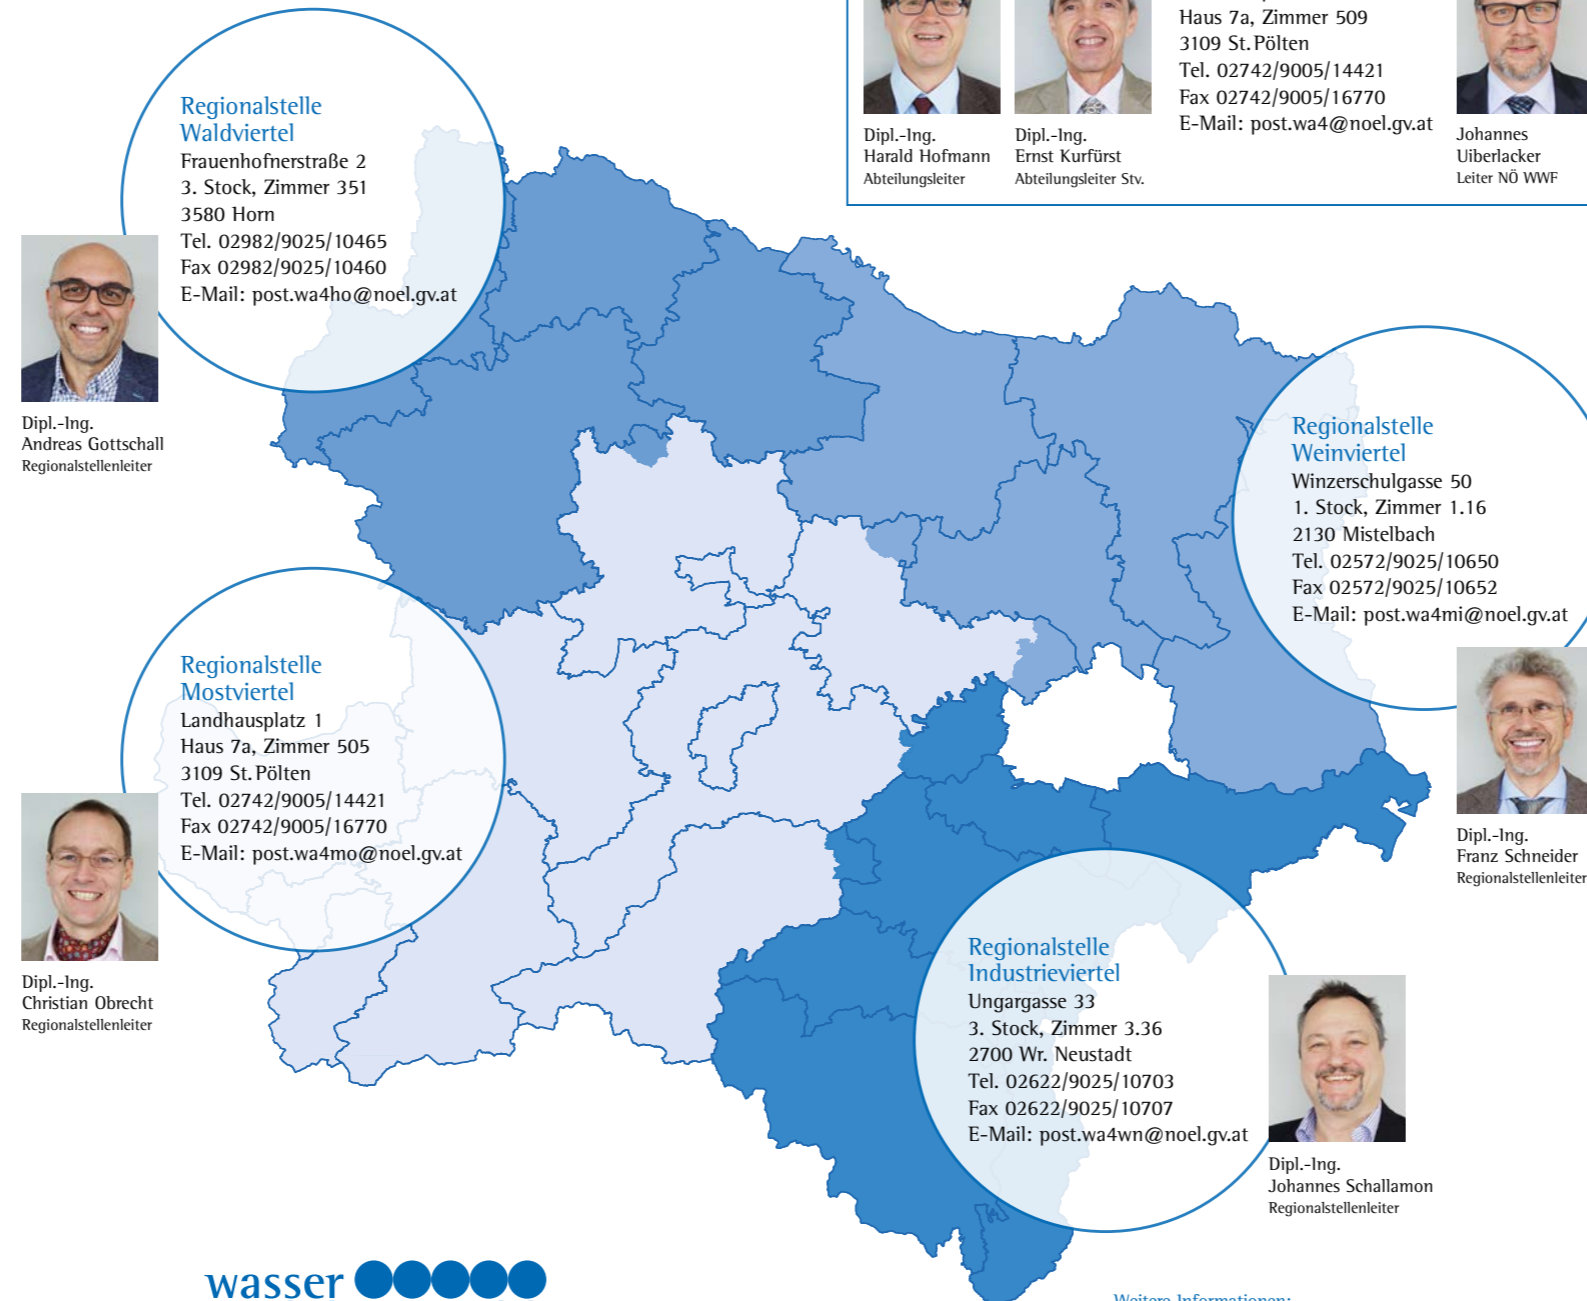 Haus 7a, Zimmer 509
3109 St. Pölten
Tel. 02742/9005/14421
Fax 02742/9005/16770
E-Mail: post.wa4@noel.gv.at
Dipl.-Ing.
Harald Hofmann
Abteilungsleiter
Dipl.-Ing.
Ernst Kurfürst
Abteilungsleiter Stv.
Johannes
Uiberlacker
Leiter NÖ WWF
Regionalstelle
Waldviertel
Frauenhofnerstraße 2
3. Stock, Zimmer 351
3580 Horn
Tel. 02982/9025/10465
Fax 02982/9025/10460
E-Mail: post.wa4ho@noel.gv.at
Dipl.-Ing.
Andreas Gottschall
Regionalstellenleiter
Regionalstelle
Weinviertel
Winzerschulgasse 50
1. Stock, Zimmer 1.16
2130 Mistelbach
Tel. 02572/9025/10650
Fax 02572/9025/10652
E-Mail: post.wa4mi@noel.gv.at
Dipl.-Ing.
Franz Schneider
Regionalstellenleiter
Regionalstelle
Mostviertel
Landhausplatz 1
Haus 7a, Zimmer 505
3109 St. Pölten
Tel. 02742/9005/14421
Fax 02742/9005/16770
E-Mail: post.wa4mo@noel.gv.at
Dipl.-Ing.
Christian Obrecht
Regionalstellenleiter
Regionalstelle
Industrieviertel
Ungargasse 33
3. Stock, Zimmer 3.36
2700 Wr. Neustadt
Tel. 02622/9025/10703
Fax 02622/9025/10707
E-Mail: post.wa4wn@noel.gv.at
Dipl.-Ing.
Johannes Schallamon
Regionalstellenleiter
wasser
Weitere Informationen: